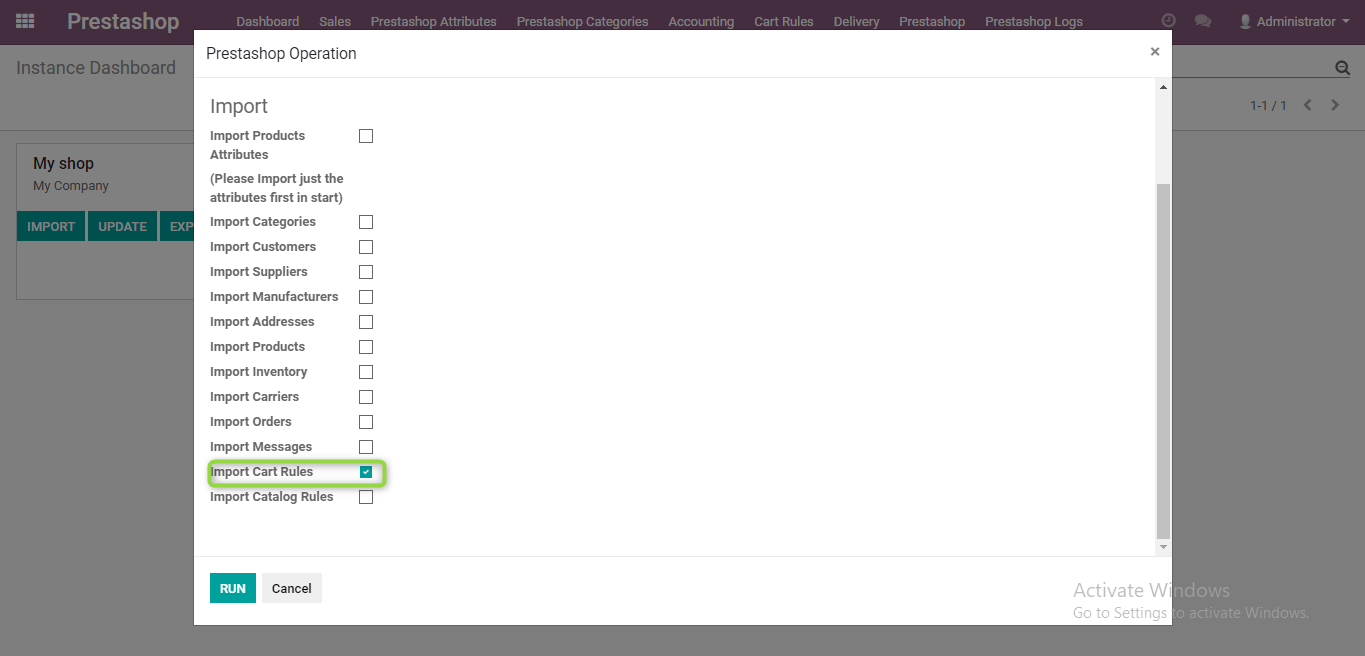 Prestashop
Dashboard Sales Prestashop Attributes Prestashop Categories Accounting Cart Rules Delivery Prestashop Prestashop Logs
Administrator
Prestashop Operation
×
Instance Dashboard
1-1 / 1
My shop
My Company
IMPORT UPDATE EXP
Import
Import Products
Attributes
(Please Import just the
attributes first in start)
Import Categories
Import Customers
Import Suppliers
Import Manufacturers
Import Addresses
Import Products
Import Inventory
Import Carriers
Import Orders
Import Messages
Import Cart Rules
Import Catalog Rules
RUN Cancel
Activate Windows
Go to Settings to activate Windows.